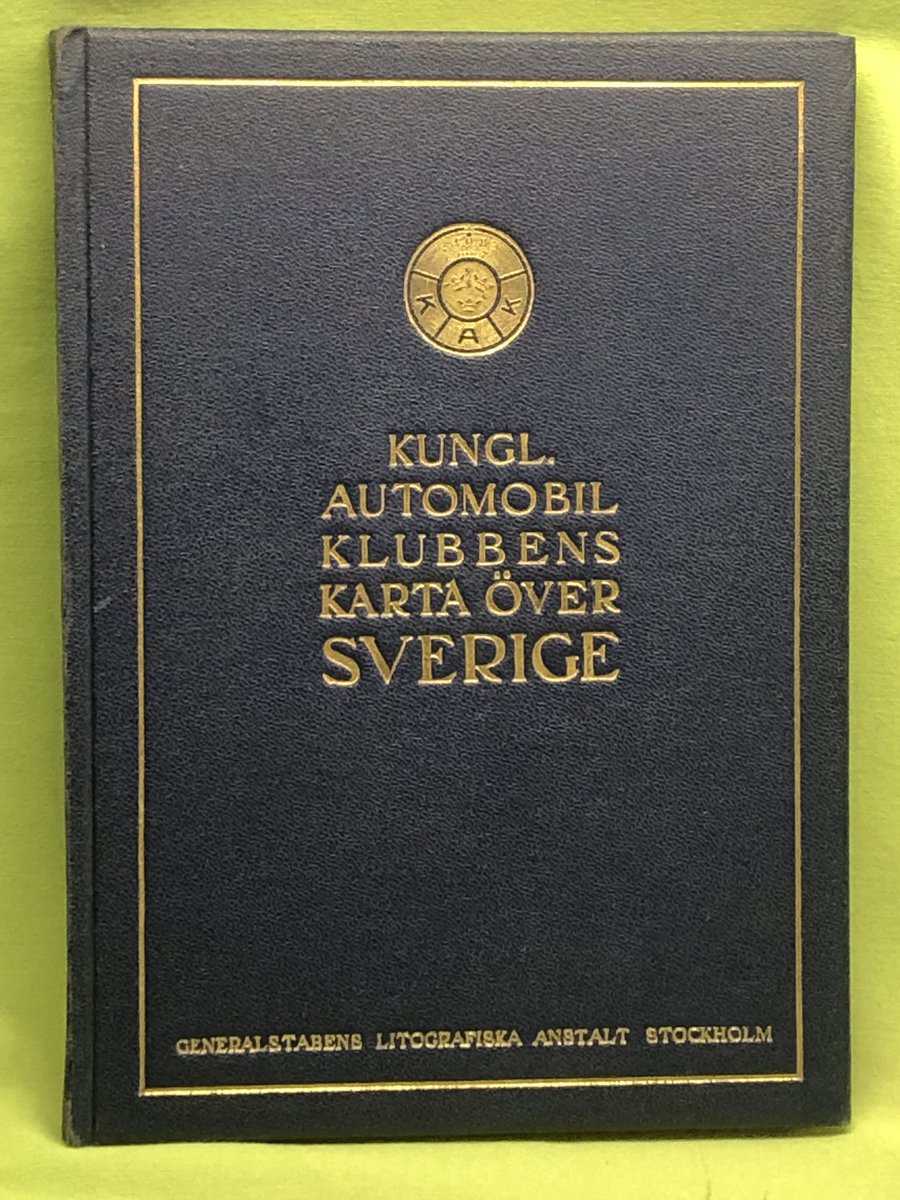 K A K
KUNGL.
AUTOMOBIL
KLUBBENS
KARTA ÖVER
SVERIGE
GENERALSTABENS LITOGRAFISKA ANSTALT STOCKHOLM